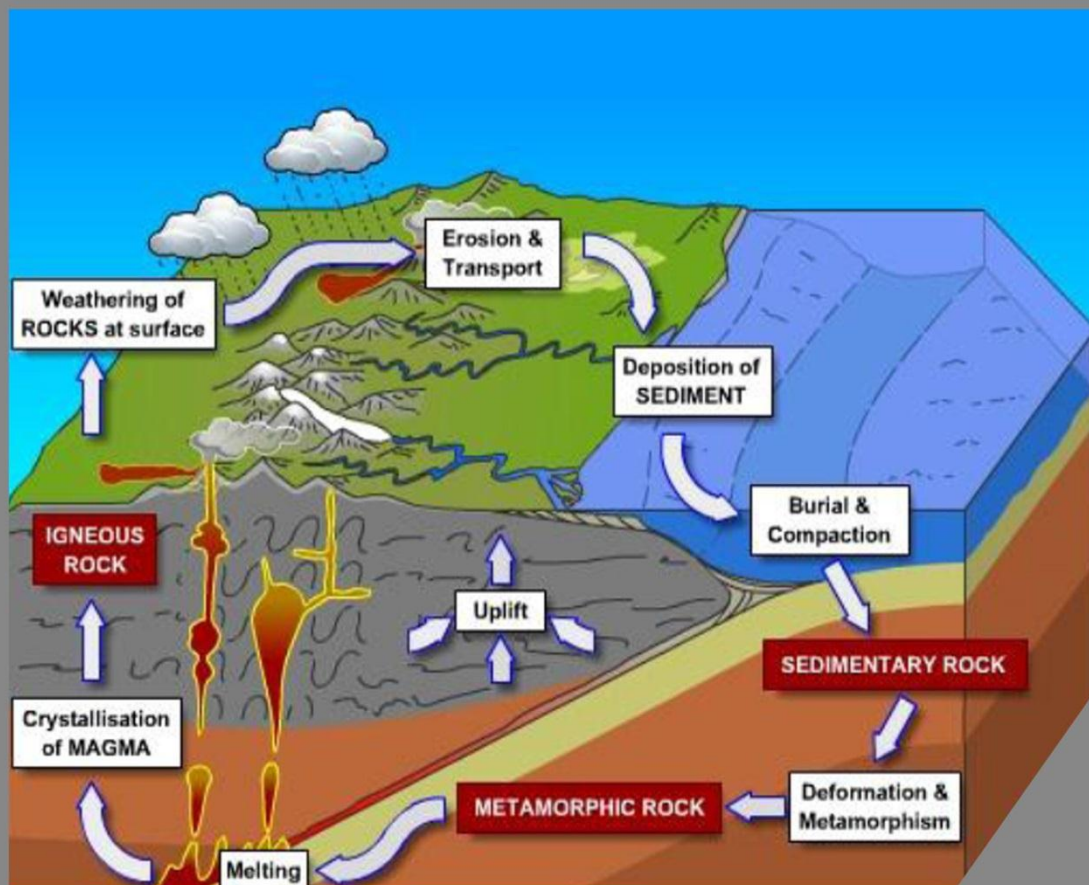 Erosion &
Transport
Weathering of
ROCKS at surface
Deposition of
SEDIMENT
Burial &
Compaction
IGNEOUS
ROCK
Uplift
SEDIMENTARY ROCK
Crystallisation
of MAGMA
Deformation &
Metamorphism
METAMORPHIC ROCK
Melting